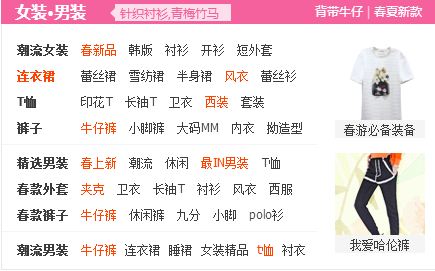 女装•男装 针织衬衫,青梅竹马 背带牛仔 | 春夏新款
潮流女装 春新品 韩版 衬衫 开衫 短外套
连衣裙 蕾丝裙 雪纺裙 半身裙 风衣 蕾丝衫
T恤 印花T 长袖T 卫衣 西装 套装
裤子 牛仔裤 小脚裤 大码MM 内衣 拗造型
春游必备装备
精选男装 春上新 潮流 休闲 最IN男装 T恤
春款外套 夹克 卫衣 长袖T 衬衫 风衣 西服
春款裤子 牛仔裤 休闲裤 九分 小脚 polo衫
潮流男装 牛仔裤 连衣裙 睡裙 女装精品 t恤 衬衣
我爱哈伦裤